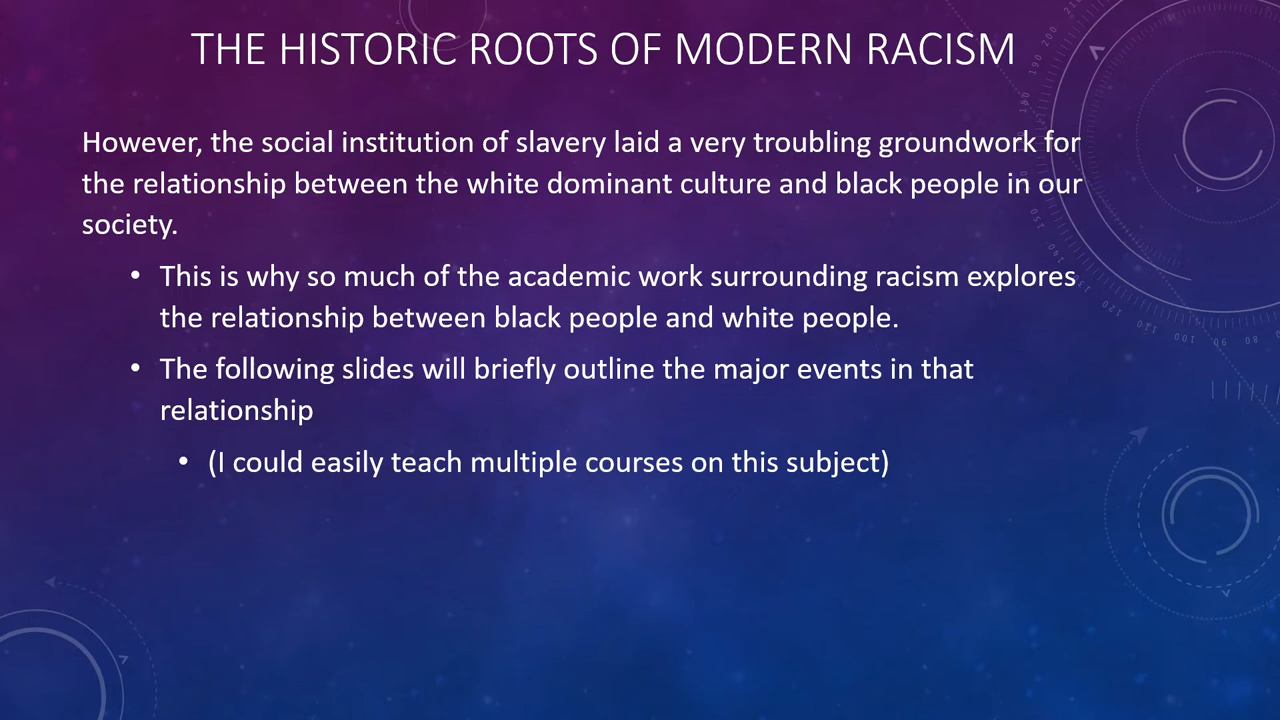 THE HISTORIC ROOTS OF MODERN RACISM
However, the social institution of slavery laid a very troubling groundwork for
the relationship between the white dominant culture and black people in our
society.
• This is why so much of the academic work surrounding racism explores
the relationship between black people and white people.
• The following slides will briefly outline the major events in that
relationship
• (I could easily teach multiple courses on this subject)